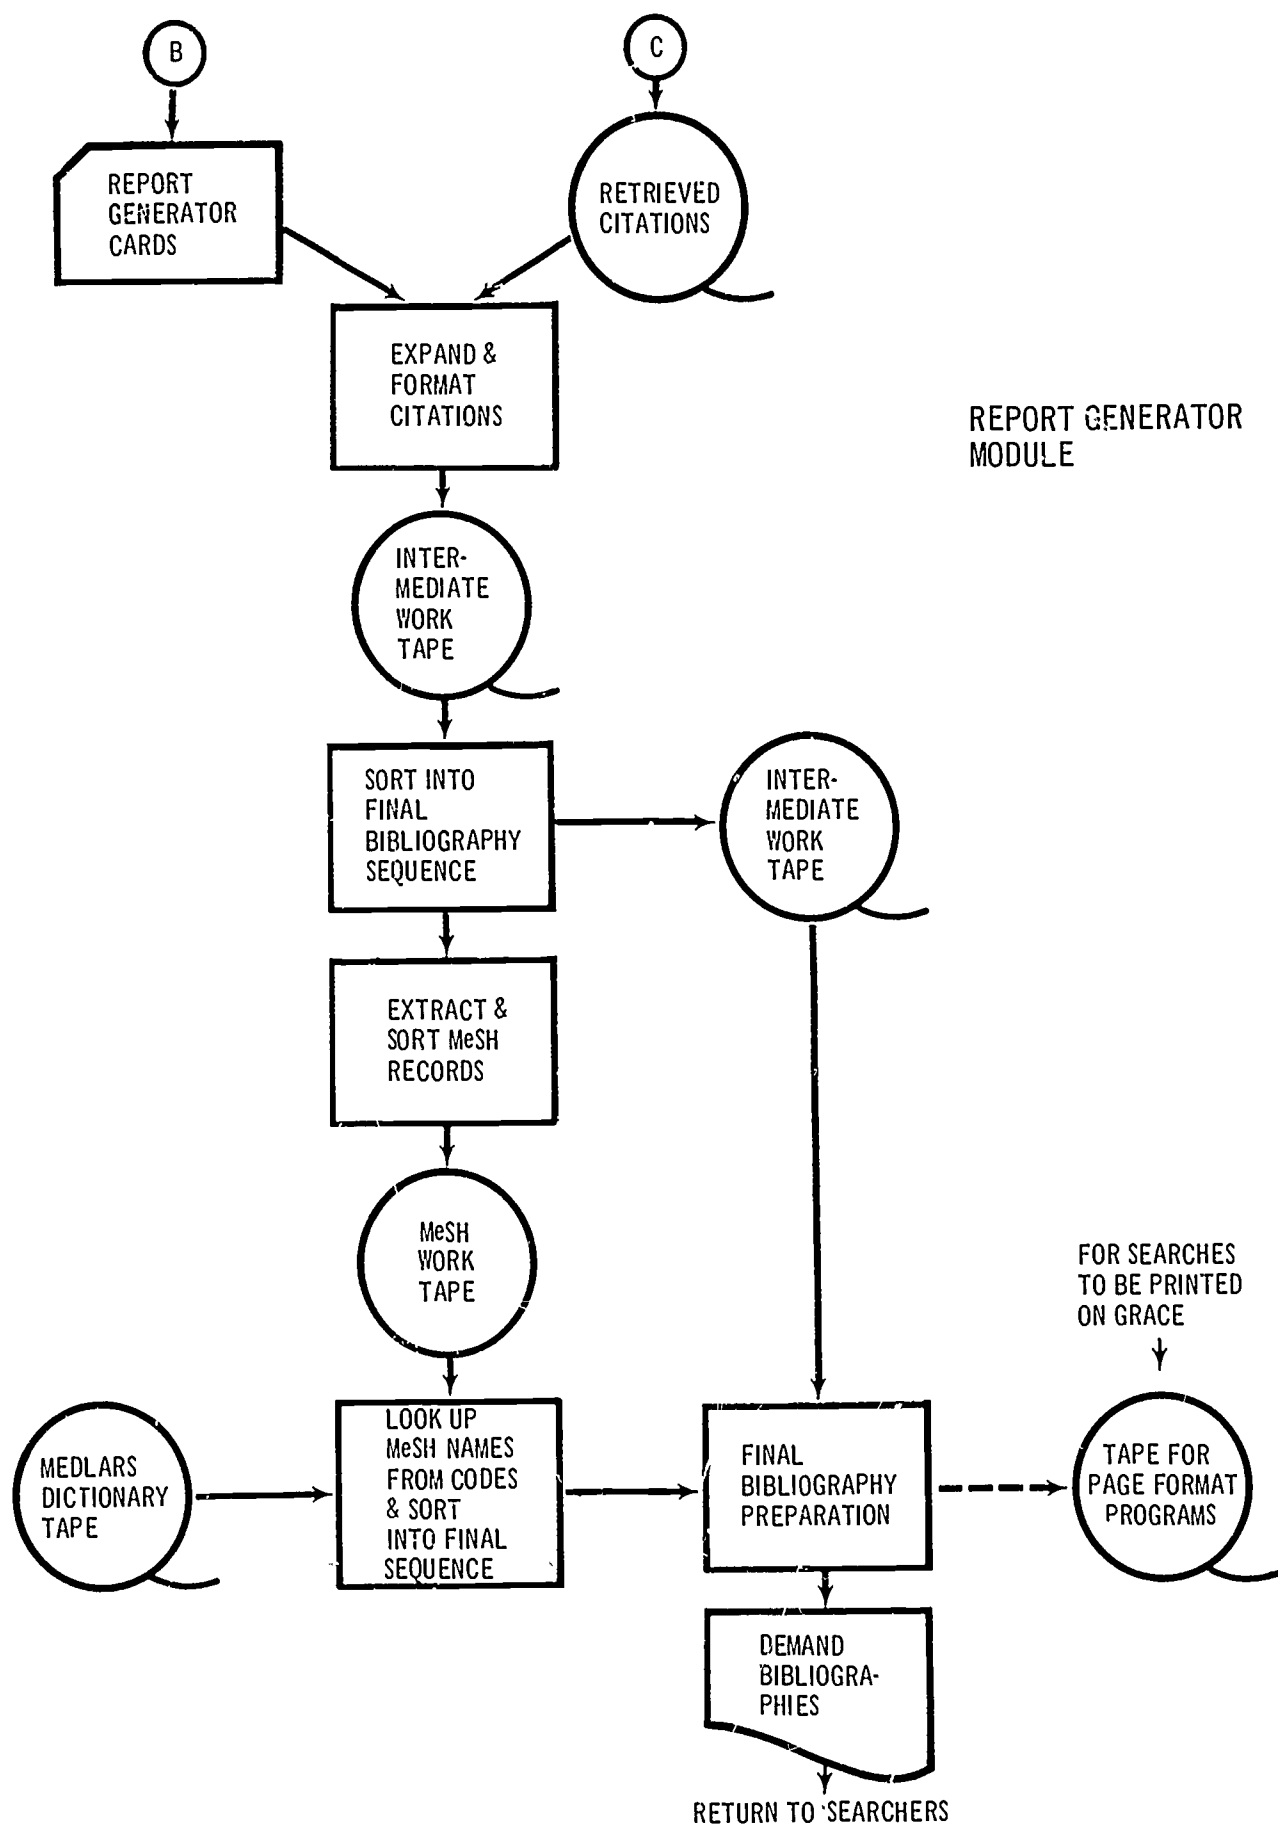 B
C
REPORT
GENERATOR
CARDS
RETRIEVED
CITATIONS
EXPAND &
FORMAT
CITATIONS
REPORT GENERATOR
MODULE
INTER-
MEDIATE
WORK
TAPE
SORT INTO
FINAL
BIBLIOGRAPHY
SEQUENCE
INTER-
MEDIATE
WORK
TAPE
EXTRACT &
SORT MeSH
RECORDS
MeSH
WORK
TAPE
FOR SEARCHES
TO BE PRINTED
ON GRACE
MEDLARS
DICTIONARY
TAPE
LOOK UP
MeSH NAMES
FROM CODES
& SORT
INTO FINAL
SEQUENCE
FINAL
BIBLIOGRAPHY
PREPARATION
TAPE FOR
PAGE FORMAT
PROGRAMS
DEMAND
BIBLIOGRA-
PHIES
RETURN TO SEARCHERS